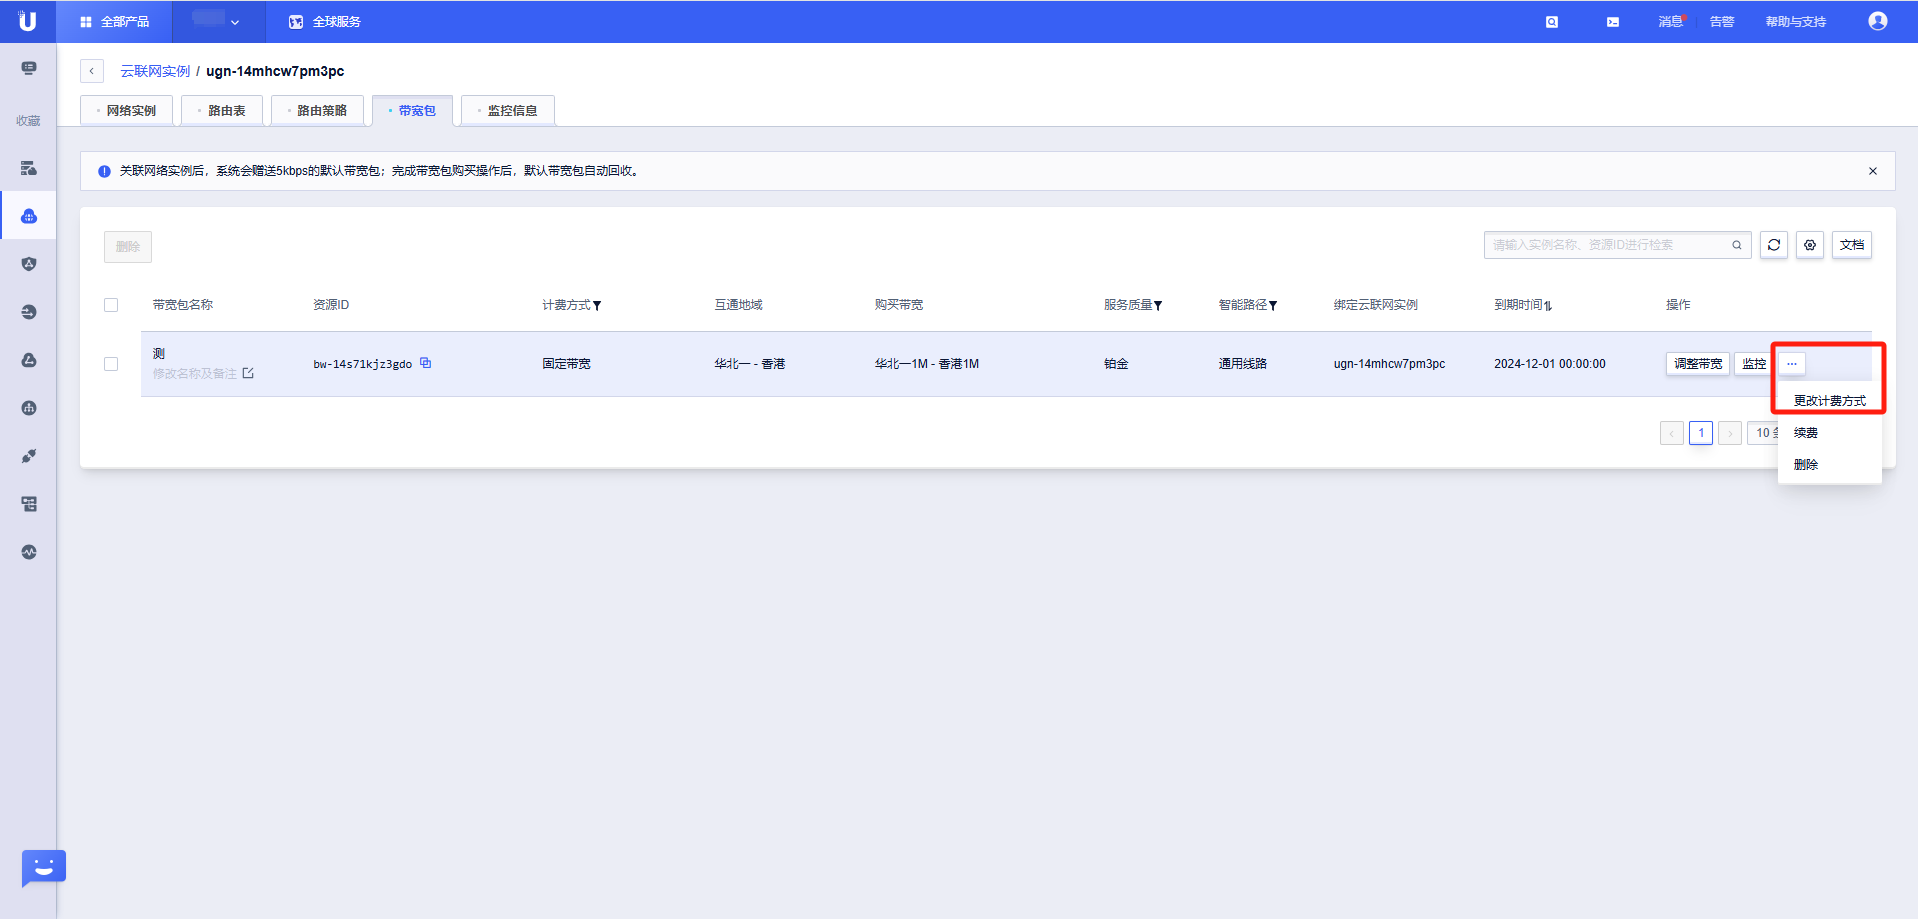 U 全部产品 全球服务 消息 告警 帮助与支持
收藏
云联网实例 / ugn-14mhcw7pm3pc
网络实例 路由表 路由策略 带宽包 监控信息
关联网络实例后，系统会赠送5kbps的默认带宽包；完成带宽包购买操作后，默认带宽包自动回收。
删除 请输入实例名称、资源ID进行检索 文档
带宽包名称 资源ID 计费方式 互通地域 购买带宽 服务质量 智能路径 绑定云联网实例 到期时间 操作
测
修改名称及备注 bw-14s71kjz3gdo 固定带宽 华北一 - 香港 华北一1M - 香港1M 铂金 通用线路 ugn-14mhcw7pm3pc 2024-12-01 00:00:00 调整带宽 监控 ...
更改计费方式
1 10 续费
删除